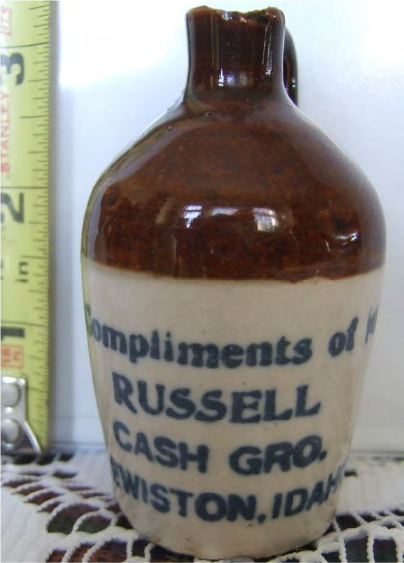 3
STANLEY
2
in
1
Compliments of
RUSSELL
CASH GRO.
EWISTON, IDAH